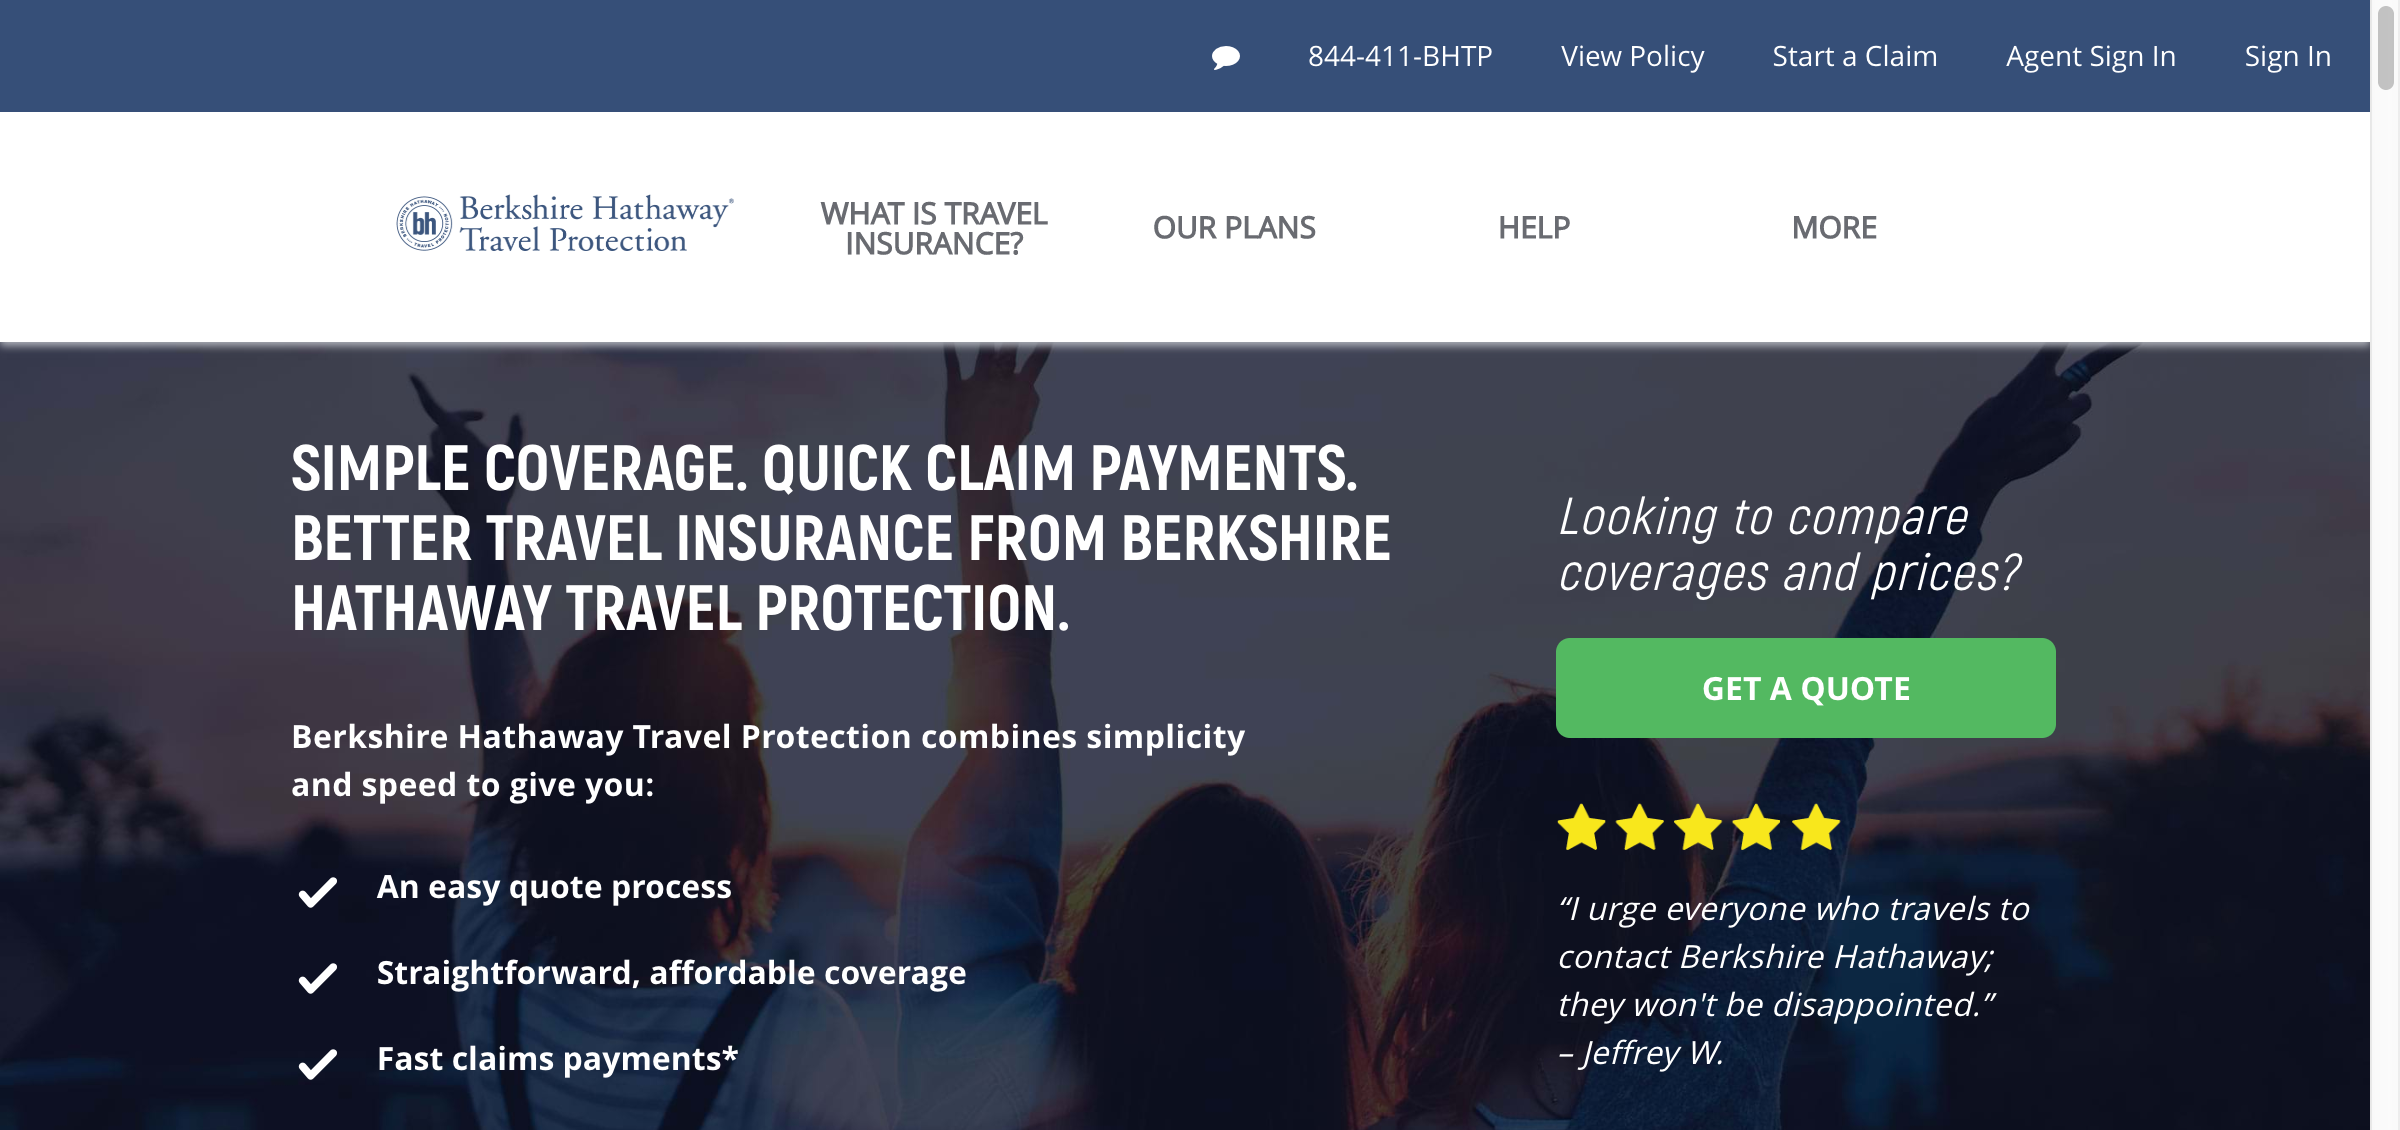 844-411-BHTP
View Policy
Start a Claim
Agent Sign In
Sign In
bh
Berkshire Hathaway®
Travel Protection
WHAT IS TRAVEL
INSURANCE?
OUR PLANS
HELP
MORE
SIMPLE COVERAGE. QUICK CLAIM PAYMENTS.
BETTER TRAVEL INSURANCE FROM BERKSHIRE
HATHAWAY TRAVEL PROTECTION.
Berkshire Hathaway Travel Protection combines simplicity
and speed to give you:
An easy quote process
Straightforward, affordable coverage
Fast claims payments*
Looking to compare
coverages and prices?
GET A QUOTE
“I urge everyone who travels to
contact Berkshire Hathaway;
they won't be disappointed.”
– Jeffrey W.